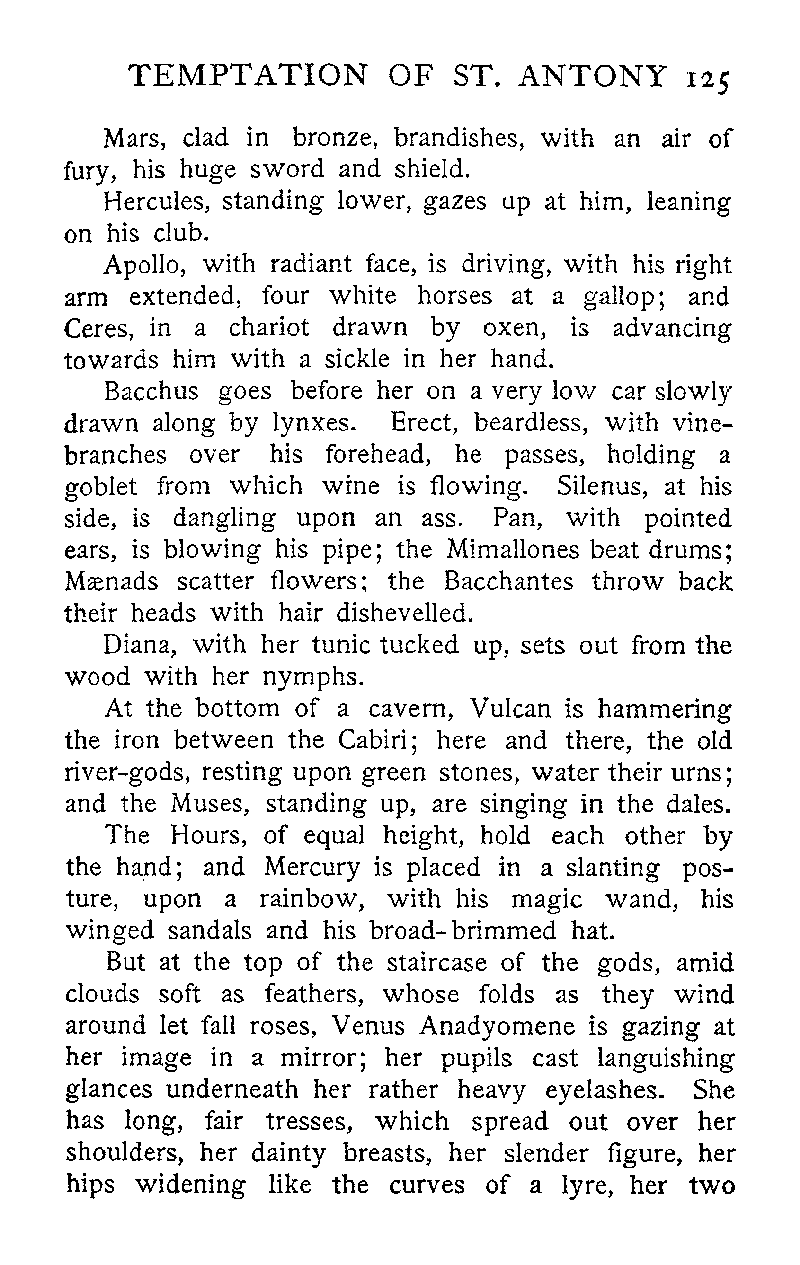 TEMPTATION OF ST. ANTONY 125
Mars, clad in bronze, brandishes, with an air of
fury, his huge sword and shield.
Hercules, standing lower, gazes up at him, leaning
on his club.
Apollo, with radiant face, is driving, with his right
arm extended, four white horses at a gallop; and
Ceres, in a chariot drawn by oxen, is advancing
towards him with a sickle in her hand.
Bacchus goes before her on a very low car slowly
drawn along by lynxes. Erect, beardless, with vine-
branches over his forehead, he passes, holding a
goblet from which wine is flowing. Silenus, at his
side, is dangling upon an ass. Pan, with pointed
ears, is blowing his pipe; the Mimallones beat drums;
Mænads scatter flowers; the Bacchantes throw back
their heads with hair dishevelled.
Diana, with her tunic tucked up, sets out from the
wood with her nymphs.
At the bottom of a cavern, Vulcan is hammering
the iron between the Cabiri; here and there, the old
river-gods, resting upon green stones, water their urns;
and the Muses, standing up, are singing in the dales.
The Hours, of equal height, hold each other by
the hand; and Mercury is placed in a slanting pos-
ture, upon a rainbow, with his magic wand, his
winged sandals and his broad-brimmed hat.
But at the top of the staircase of the gods, amid
clouds soft as feathers, whose folds as they wind
around let fall roses, Venus Anadyomene is gazing at
her image in a mirror; her pupils cast languishing
glances underneath her rather heavy eyelashes. She
has long, fair tresses, which spread out over her
shoulders, her dainty breasts, her slender figure, her
hips widening like the curves of a lyre, her two